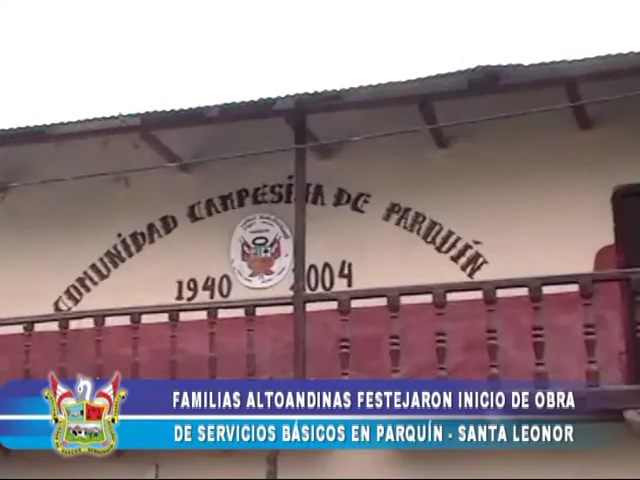 COMUNIDAD CAMPESINA DE PARQUÍN
1940 2004
FAMILIAS ALTOANDINAS FESTEJARON INICIO DE OBRA
DE SERVICIOS BÁSICOS EN PARQUÍN - SANTA LEONOR